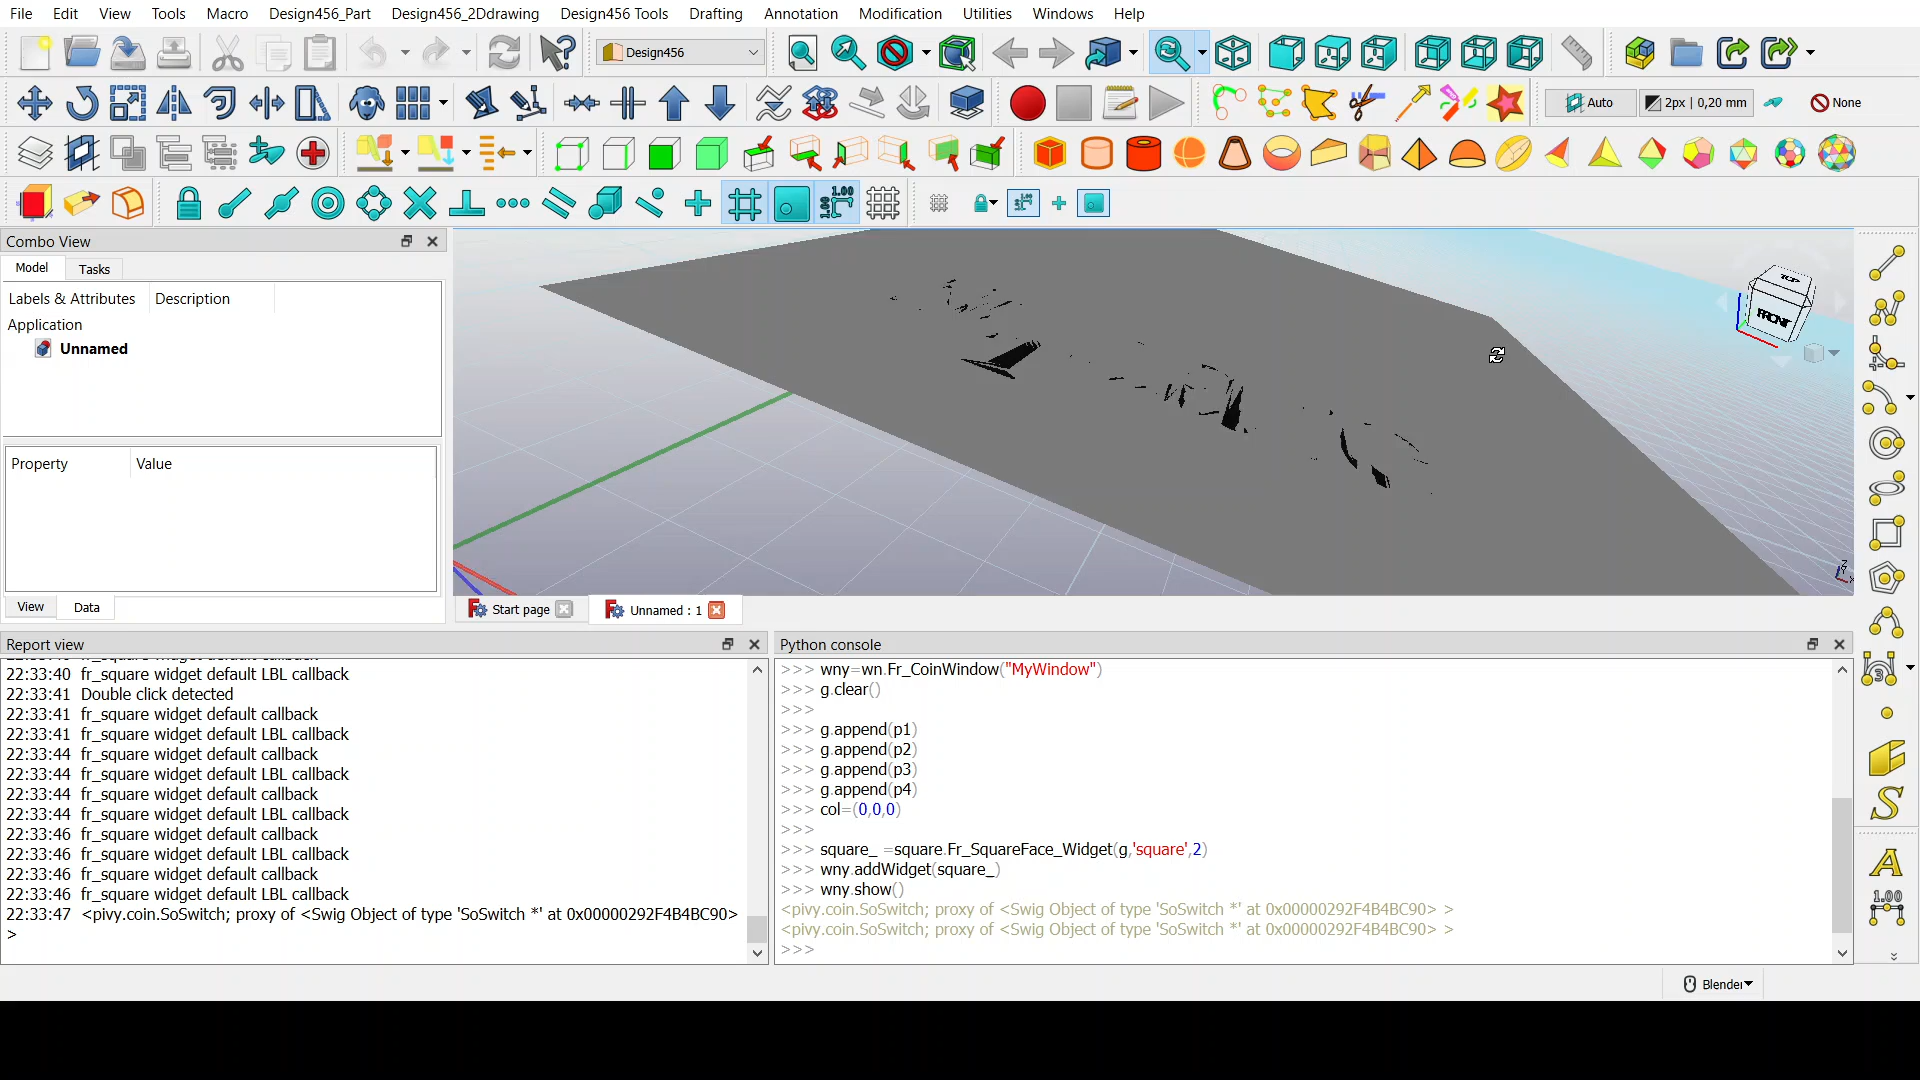 File Edit View Tools Macro Design456_Part Design456_2Ddrawing Design456 Tools Drafting Annotation Modification Utilities Windows Help
Design456
Auto 2px | 0,20 mm None
1.00
Combo View
Model Tasks
Labels & Attributes Description
Application
Unnamed
Property Value
View Data
TOP
FRONT
Z
Start page Unnamed : 1
Report view
22:33:40 fr_square widget default LBL callback
22:33:41 Double click detected
22:33:41 fr_square widget default callback
22:33:41 fr_square widget default LBL callback
22:33:44 fr_square widget default callback
22:33:44 fr_square widget default LBL callback
22:33:44 fr_square widget default callback
22:33:44 fr_square widget default LBL callback
22:33:46 fr_square widget default callback
22:33:46 fr_square widget default LBL callback
22:33:46 fr_square widget default callback
22:33:46 fr_square widget default LBL callback
22:33:47 <pivy.coin.SoSwitch; proxy of <Swig Object of type 'SoSwitch *' at 0x00000292F4B4BC90>
>
Python console
>>> wny=wn.Fr_CoinWindow("MyWindow")
>>> g.clear()
>>>
>>> g.append(p1)
>>> g.append(p2)
>>> g.append(p3)
>>> g.append(p4)
>>> col=(0,0,0)
>>>
>>> square_ =square.Fr_SquareFace_Widget(g,'square',2)
>>> wny.addWidget(square_)
>>> wny.show()
<pivy.coin.SoSwitch; proxy of <Swig Object of type 'SoSwitch *' at 0x00000292F4B4BC90> >
<pivy.coin.SoSwitch; proxy of <Swig Object of type 'SoSwitch *' at 0x00000292F4B4BC90> >
>>>
3
S
A
1.00
Blender